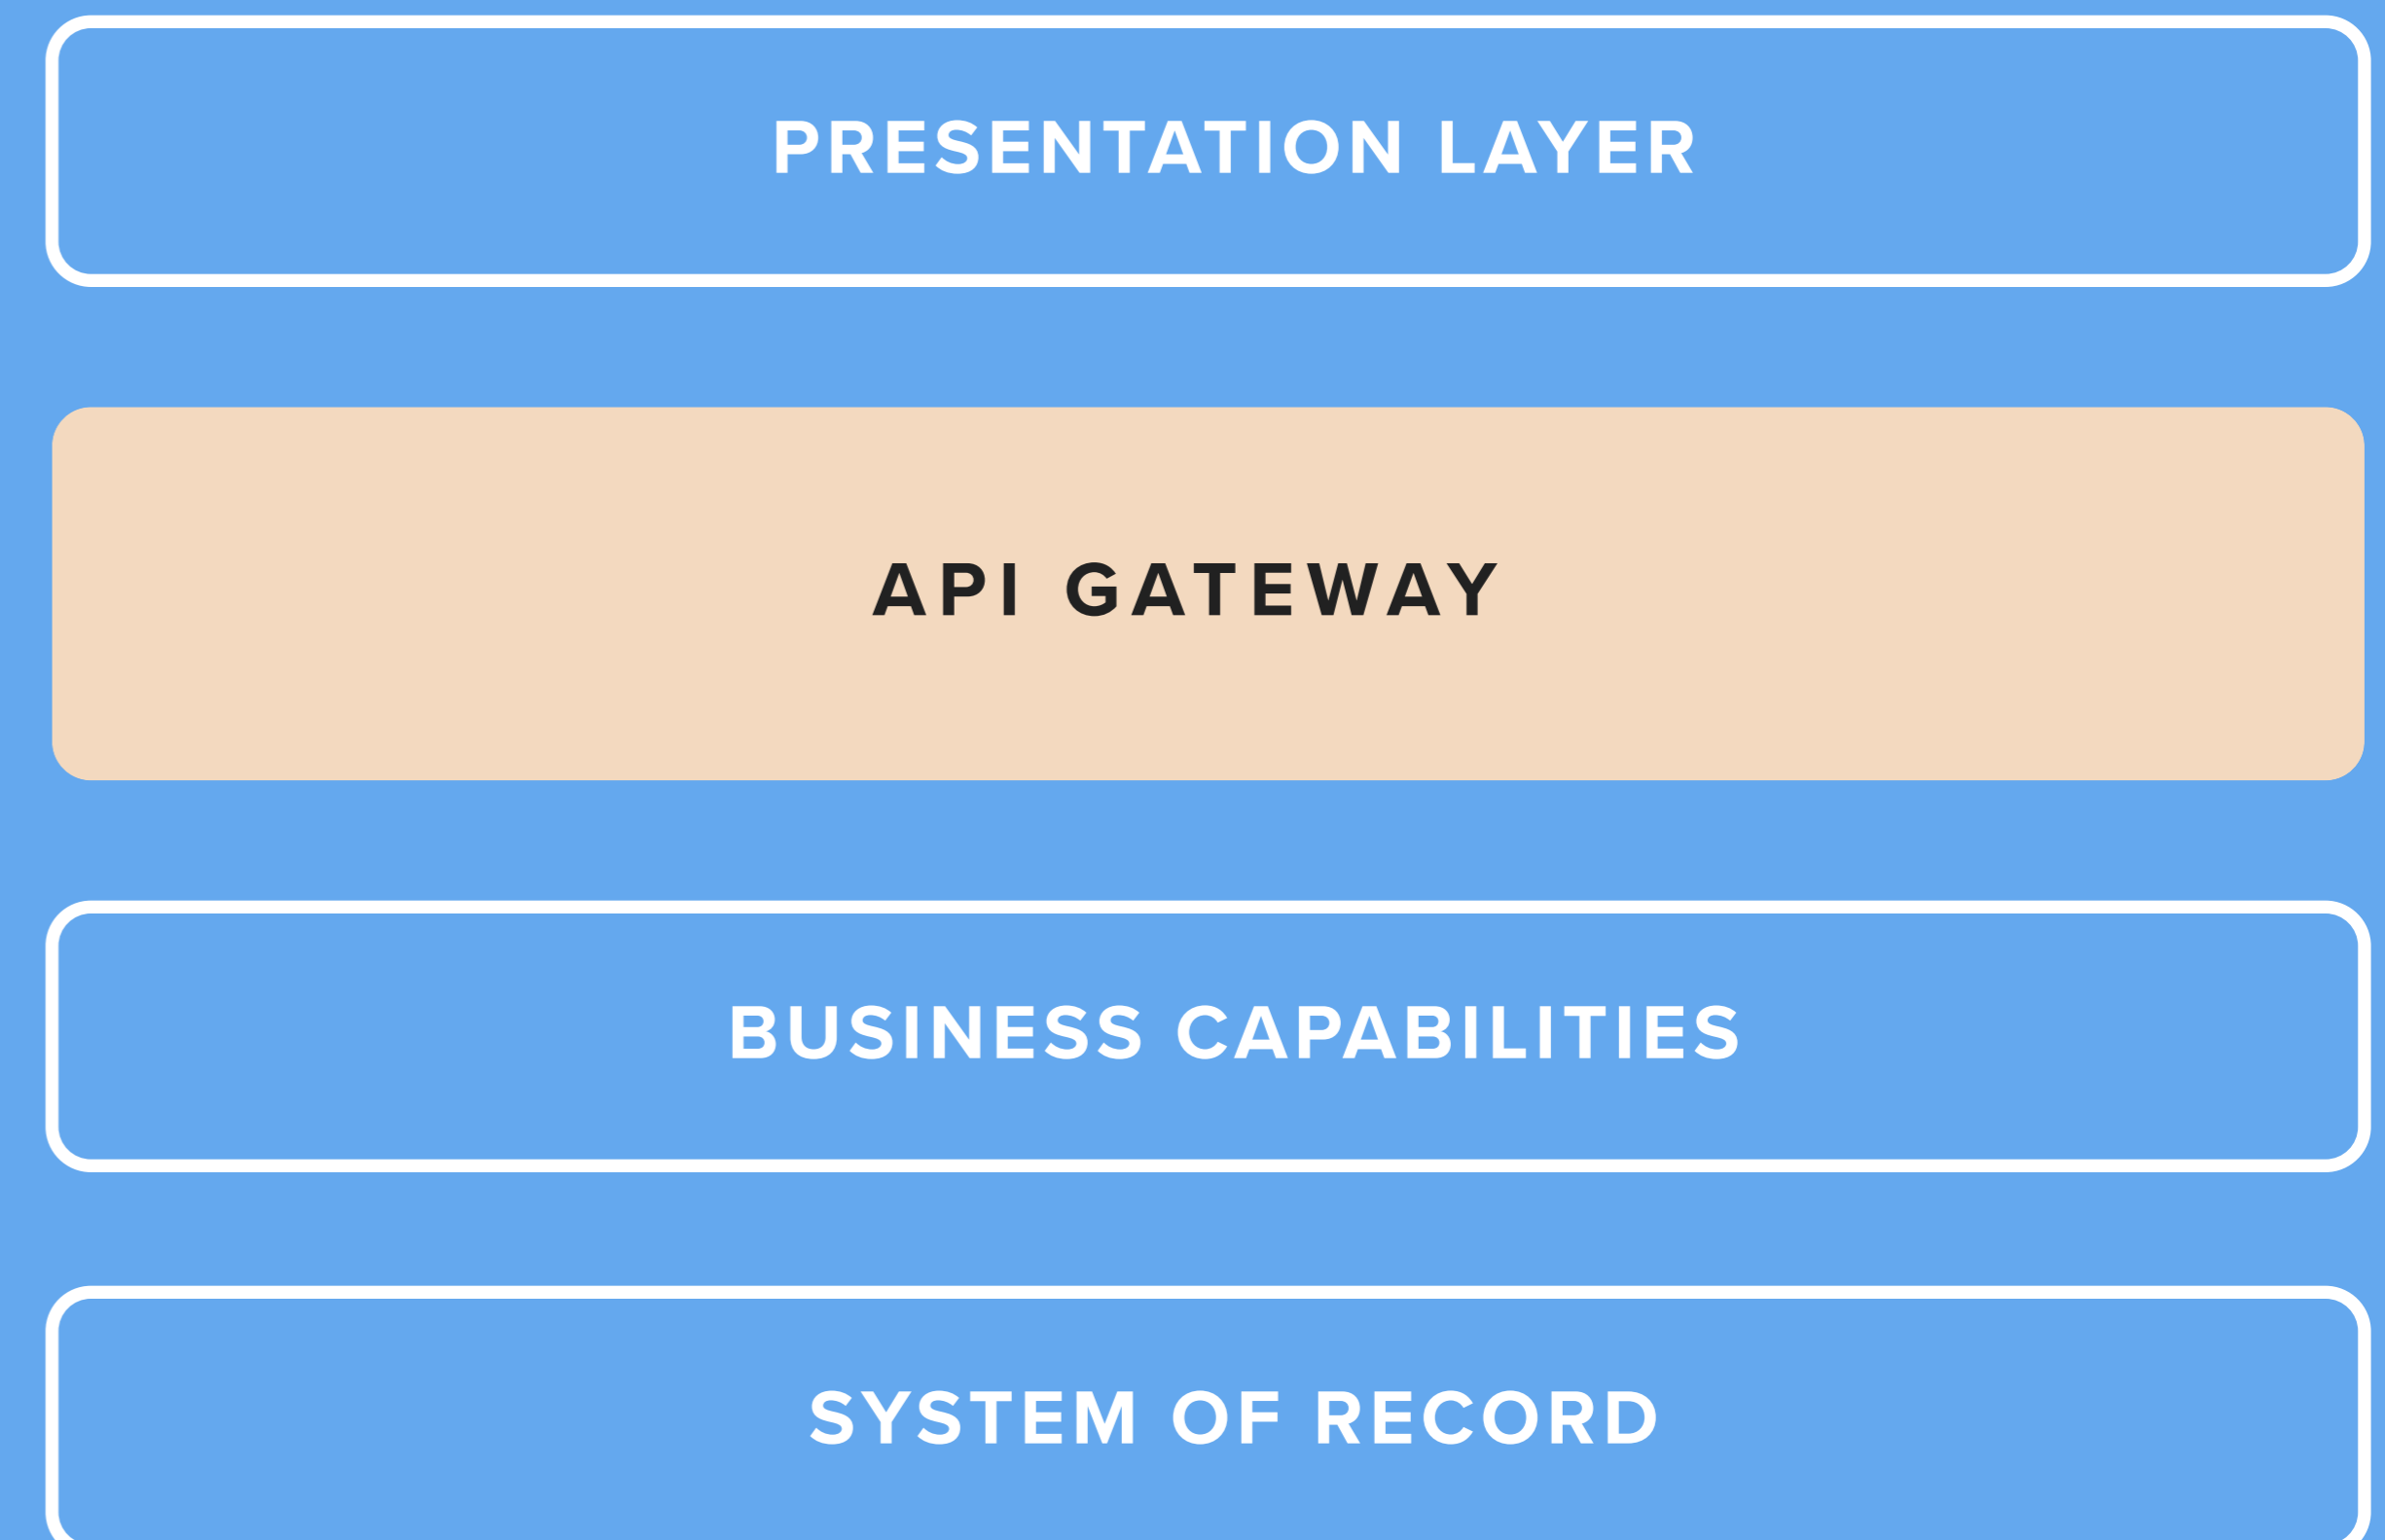 PRESENTATION LAYER
API GATEWAY
BUSINESS CAPABILITIES
SYSTEM OF RECORD